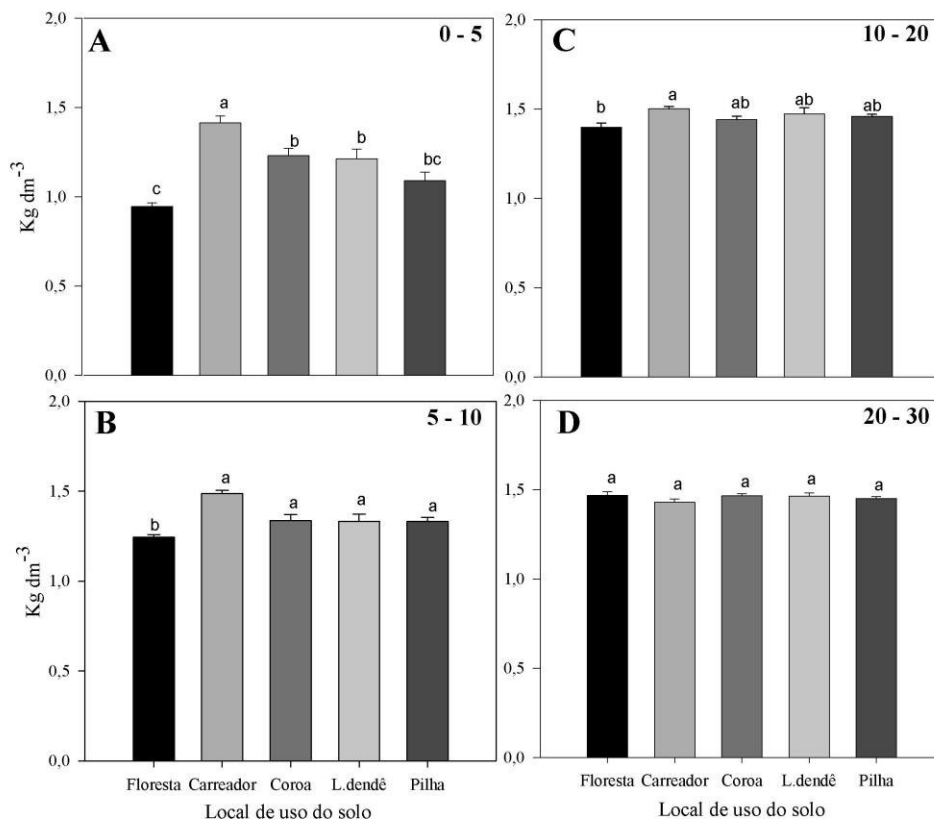 A
0 - 5
2,0
1,5
1,0
0,5
0,0
Kg dm-3
c
a
b
b
bc
C
10 - 20
2,0
1,5
1,0
0,5
0,0
b
a
ab
ab
ab
B
5 - 10
2,0
1,5
1,0
0,5
0,0
Kg dm-3
b
a
a
a
a
Floresta Carreador Coroa L.dendê Pilha
Local de uso do solo
D
20 - 30
2,0
1,5
1,0
0,5
0,0
a
a
a
a
a
Floresta Carreador Coroa L.dendê Pilha
Local de uso do solo